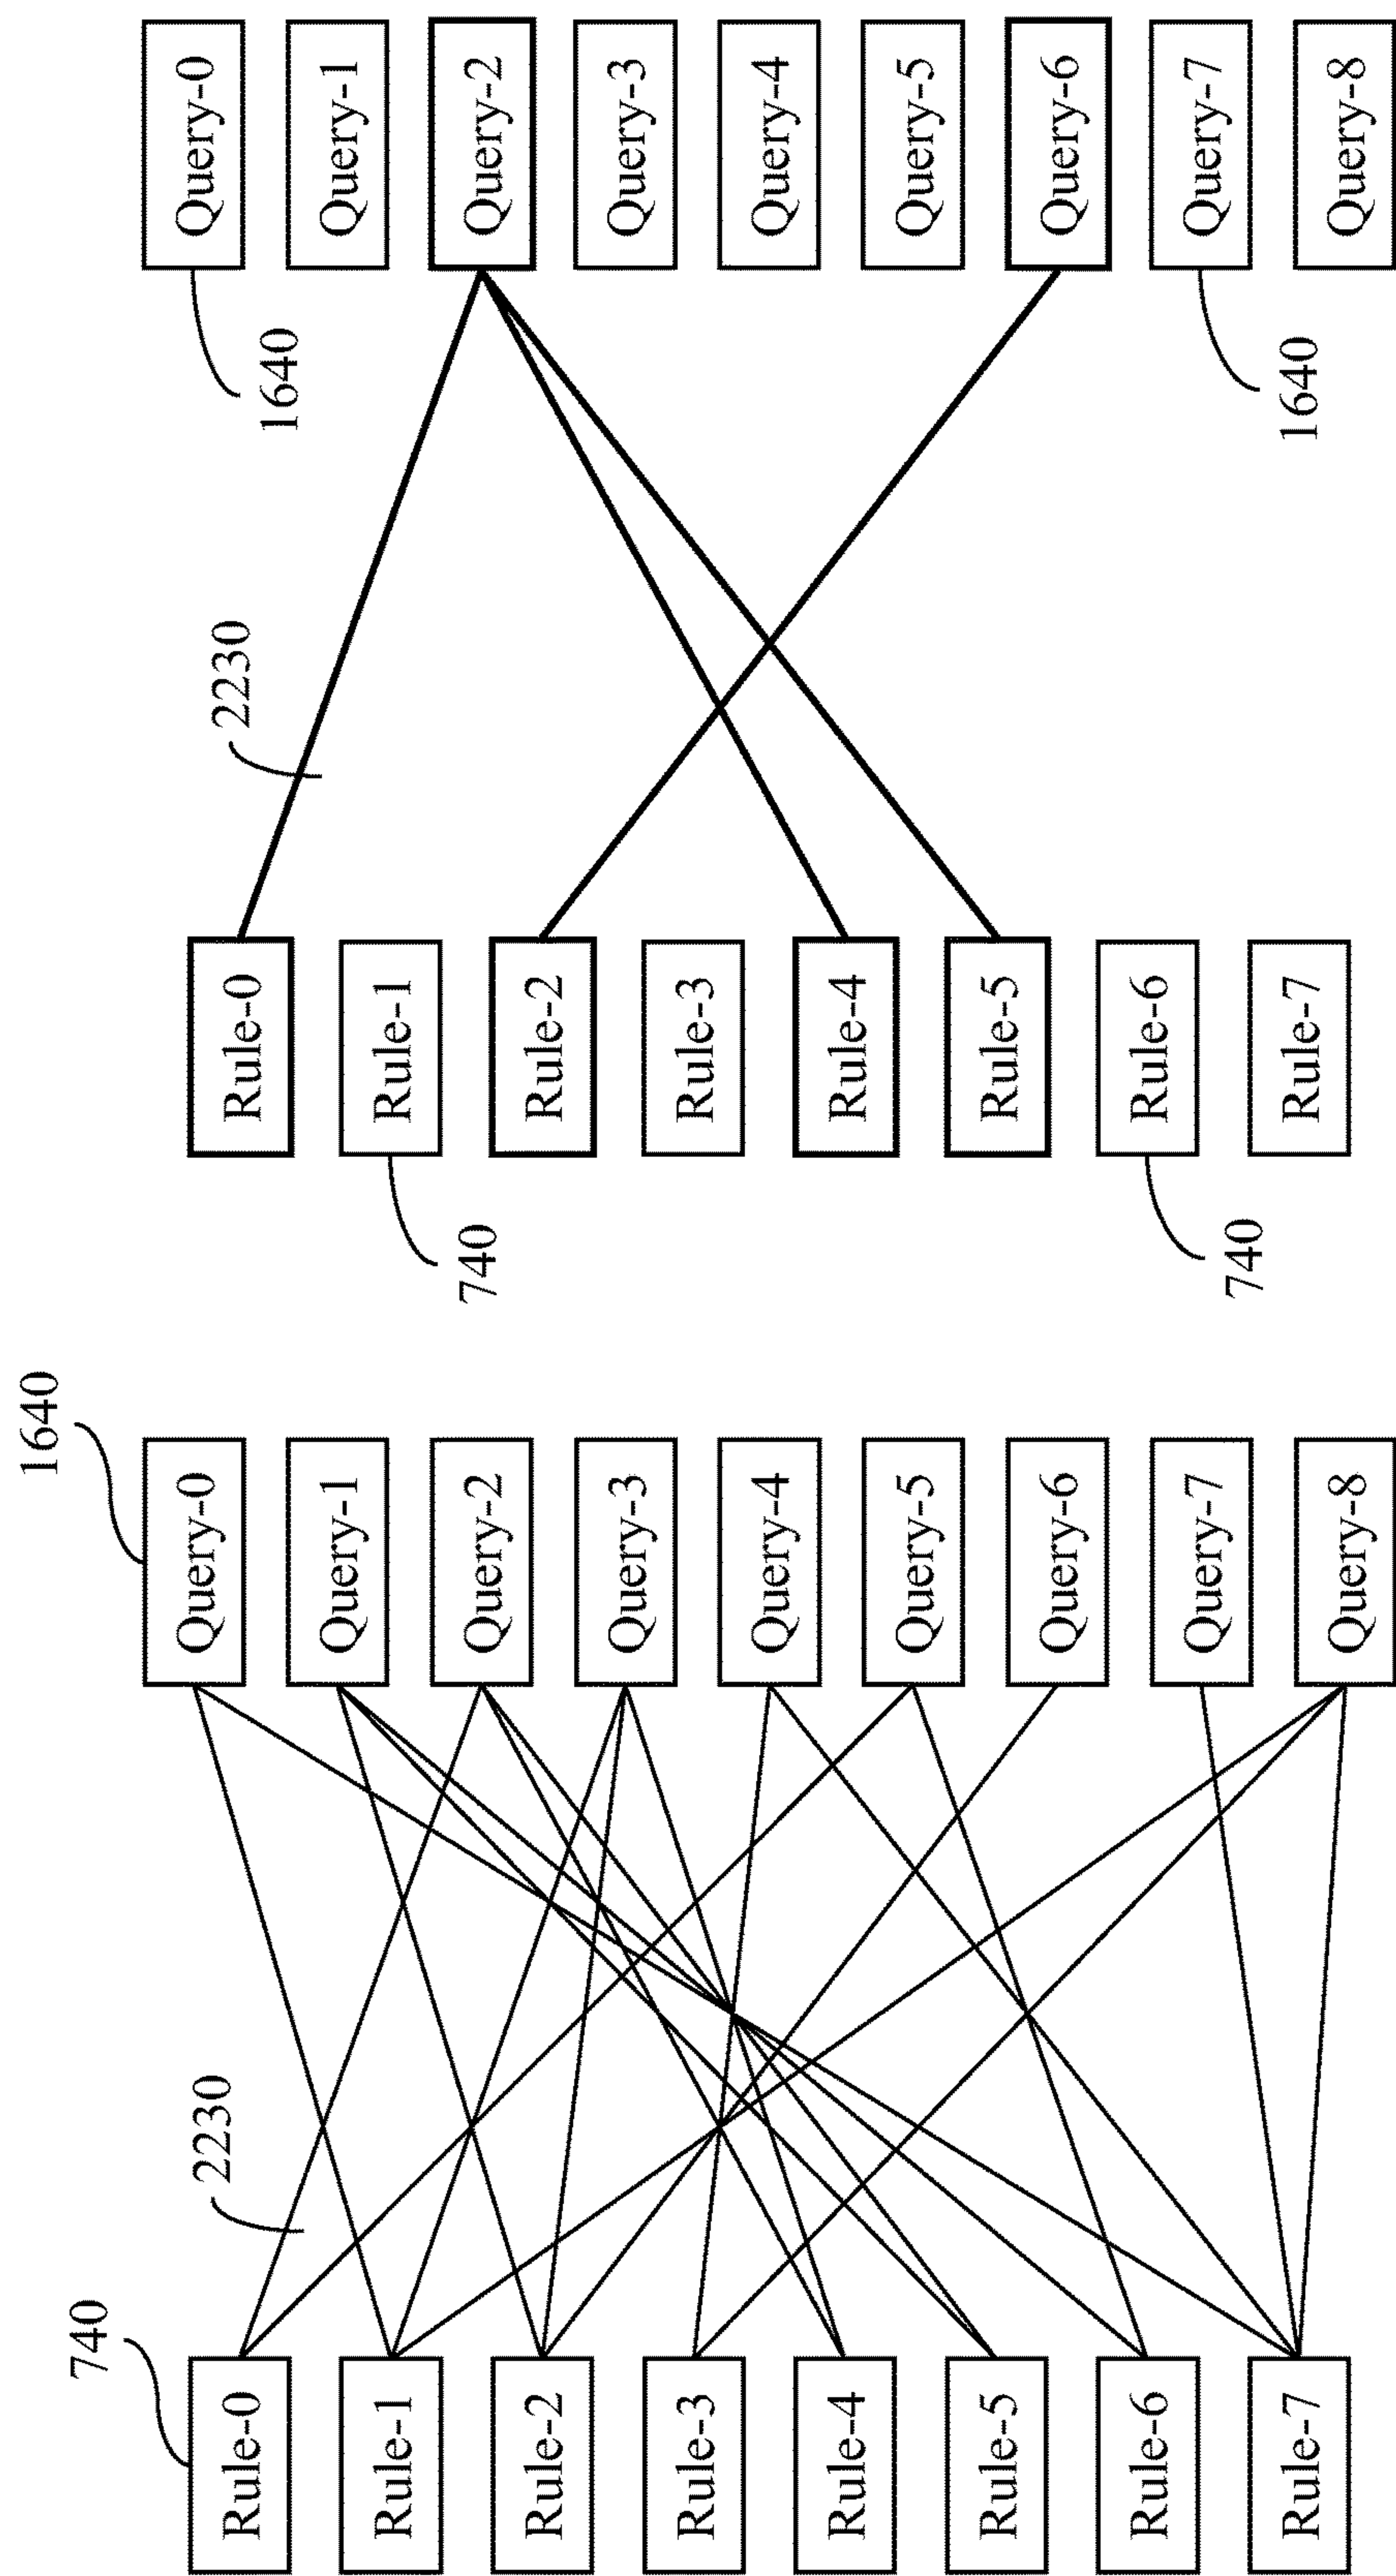 740
2230
1640
Rule-0
Rule-1
Rule-2
Rule-3
Rule-4
Rule-5
Rule-6
Rule-7
Query-0
Query-1
Query-2
Query-3
Query-4
Query-5
Query-6
Query-7
Query-8
740
740
2230
1640
1640
Rule-0
Rule-1
Rule-2
Rule-3
Rule-4
Rule-5
Rule-6
Rule-7
Query-0
Query-1
Query-2
Query-3
Query-4
Query-5
Query-6
Query-7
Query-8